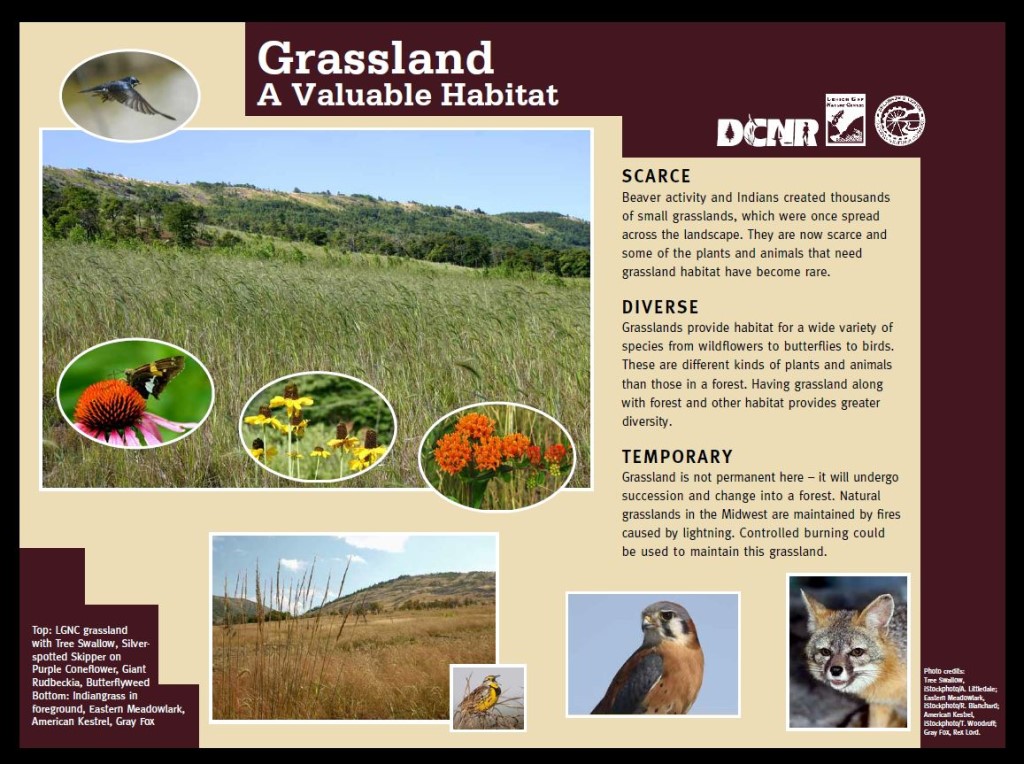 Grassland
A Valuable Habitat
DCNR
LEHIGH GAP
NATURE CENTER
SCARCE
Beaver activity and Indians created thousands
of small grasslands, which were once spread
across the landscape. They are now scarce and
some of the plants and animals that need
grassland habitat have become rare.
DIVERSE
Grasslands provide habitat for a wide variety of
species from wildflowers to butterflies to birds.
These are different kinds of plants and animals
than those in a forest. Having grassland along
with forest and other habitat provides greater
diversity.
TEMPORARY
Grassland is not permanent here – it will undergo
succession and change into a forest. Natural
grasslands in the Midwest are maintained by fires
caused by lightning. Controlled burning could
be used to maintain this grassland.
Top: LGNC grassland
with Tree Swallow, Silver-
spotted Skipper on
Purple Coneflower, Giant
Rudbeckia, Butterflyweed
Bottom: Indiangrass in
foreground, Eastern Meadowlark,
American Kestrel, Gray Fox
Photo credits:
Tree Swallow,
iStockphoto/A. Littledale;
Eastern Meadowlark,
iStockphoto/R. Blanchard;
American Kestrel,
iStockphoto/T. Woodruff;
Gray Fox, Rex Lord.